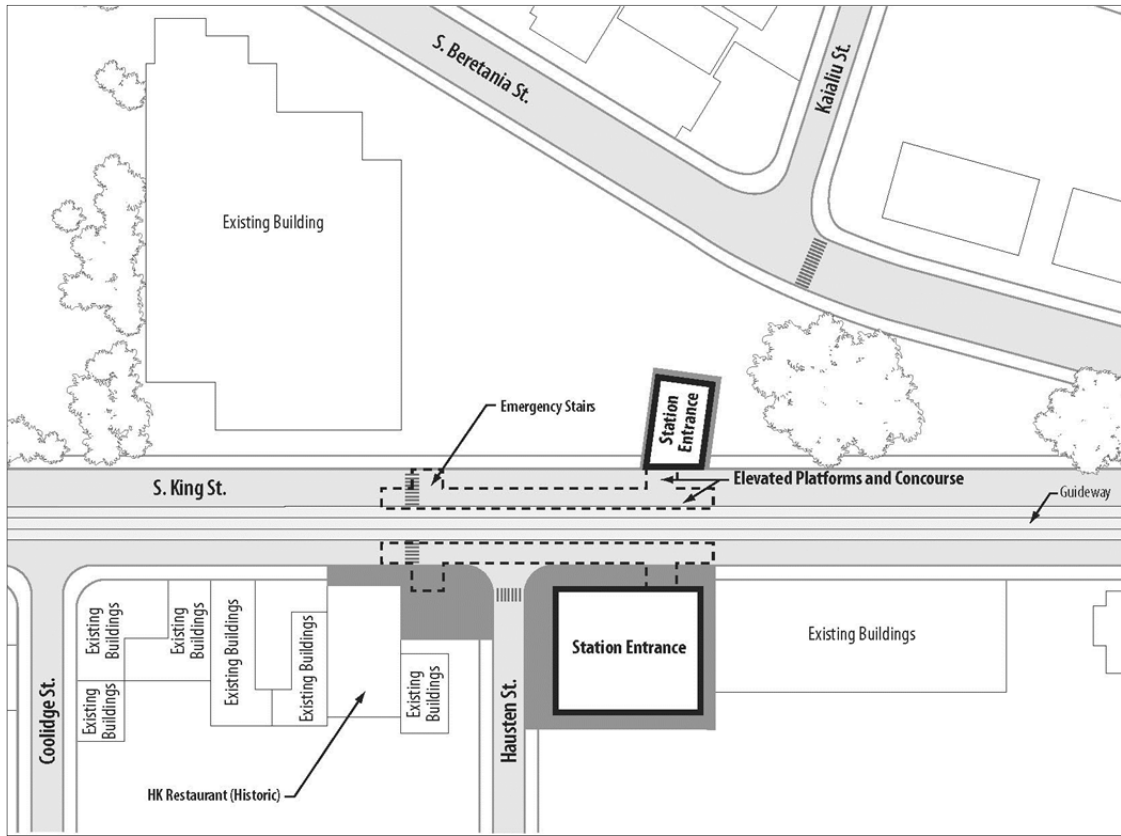 S. Beretania St.
Kaialiu St.
Existing Building
Emergency Stairs
Station
Entrance
S. King St.
Elevated Platforms and Concourse
Guideway
Existing
Buildings
Existing
Buildings
Existing Buildings
Existing Buildings
Existing
Buildings
Existing
Buildings
Station Entrance
Existing Buildings
Coolidge St.
Hausten St.
HK Restaurant (Historic)